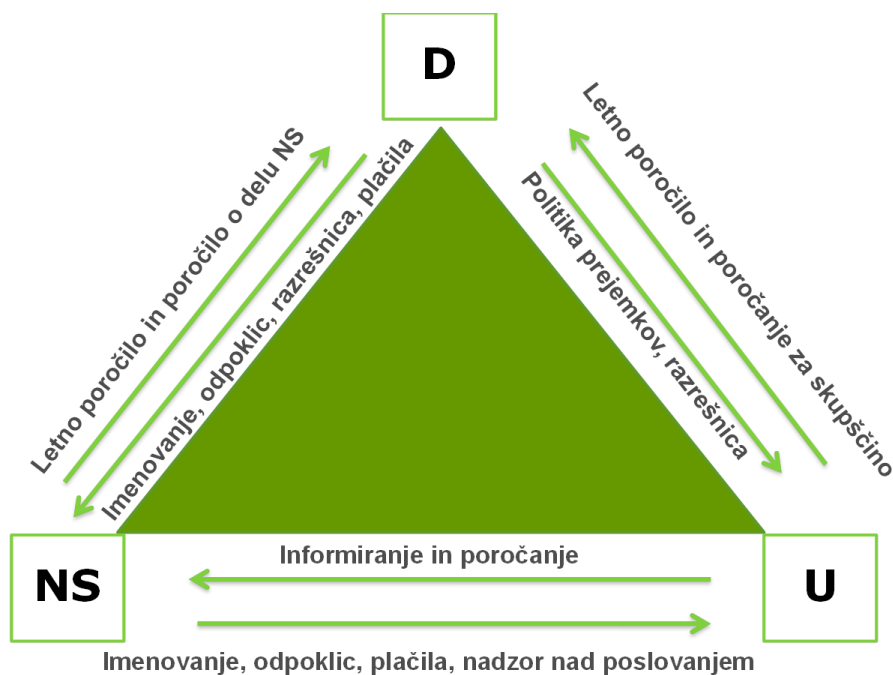 D
Letno poročilo in poročilo o delu NS
Imenovanje, odpoklic, razrešnica, plačila
Politika prejemkov, razrešnica
Letno poročilo in poročanje za skupščino
NS
Informiranje in poročanje
U
Imenovanje, odpoklic, plačila, nadzor nad poslovanjem